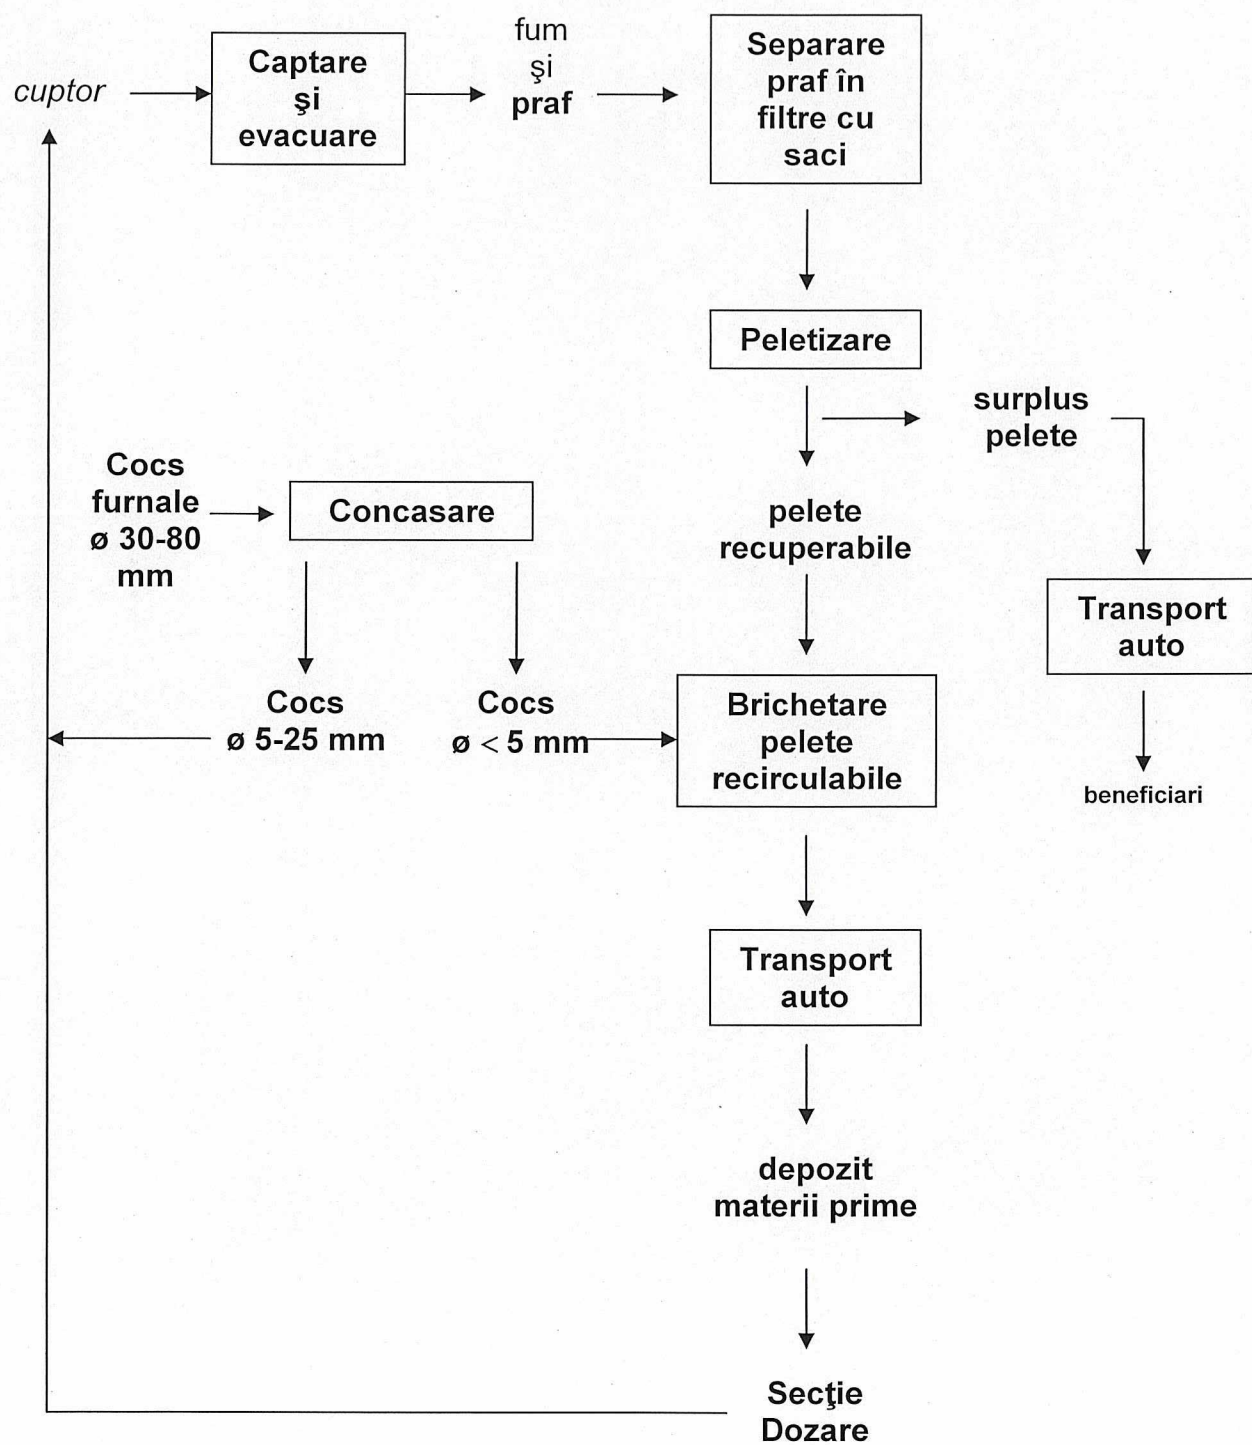 cuptor
Captare
şi
evacuare
fum
şi
praf
Separare
praf în
filtre cu
saci
Peletizare
surplus
pelete
Cocs
furnale
ø 30-80
mm
Concasare
pelete
recuperabile
Transport
auto
Cocs
ø 5-25 mm
Cocs
ø < 5 mm
Brichetare
pelete
recirculabile
beneficiari
Transport
auto
depozit
materii prime
Secţie
Dozare